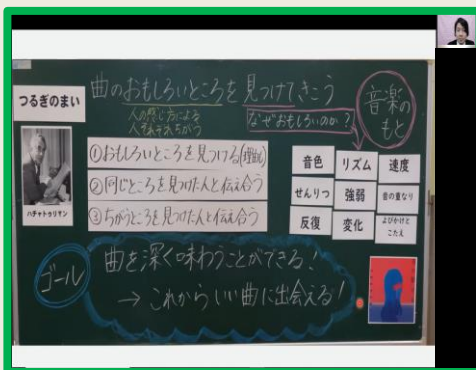 曲のおもしろいところを見つけてきこう
つるぎのまい
人の感じ方による
人それぞれちがう
なぜおもしろいのか?
音楽の
もと
①おもしろいところを見つける(理由も)
②同じところを見つけた人と伝え合う
③ちがうところを見つけた人と伝え合う
ハチャトゥリヤン
音色 リズム 速度
せんりつ 強弱 音の重なり
反復 変化 よびかけと
こたえ
ゴール
曲を深く味わうことができる!
→ これからいい曲に出会える!